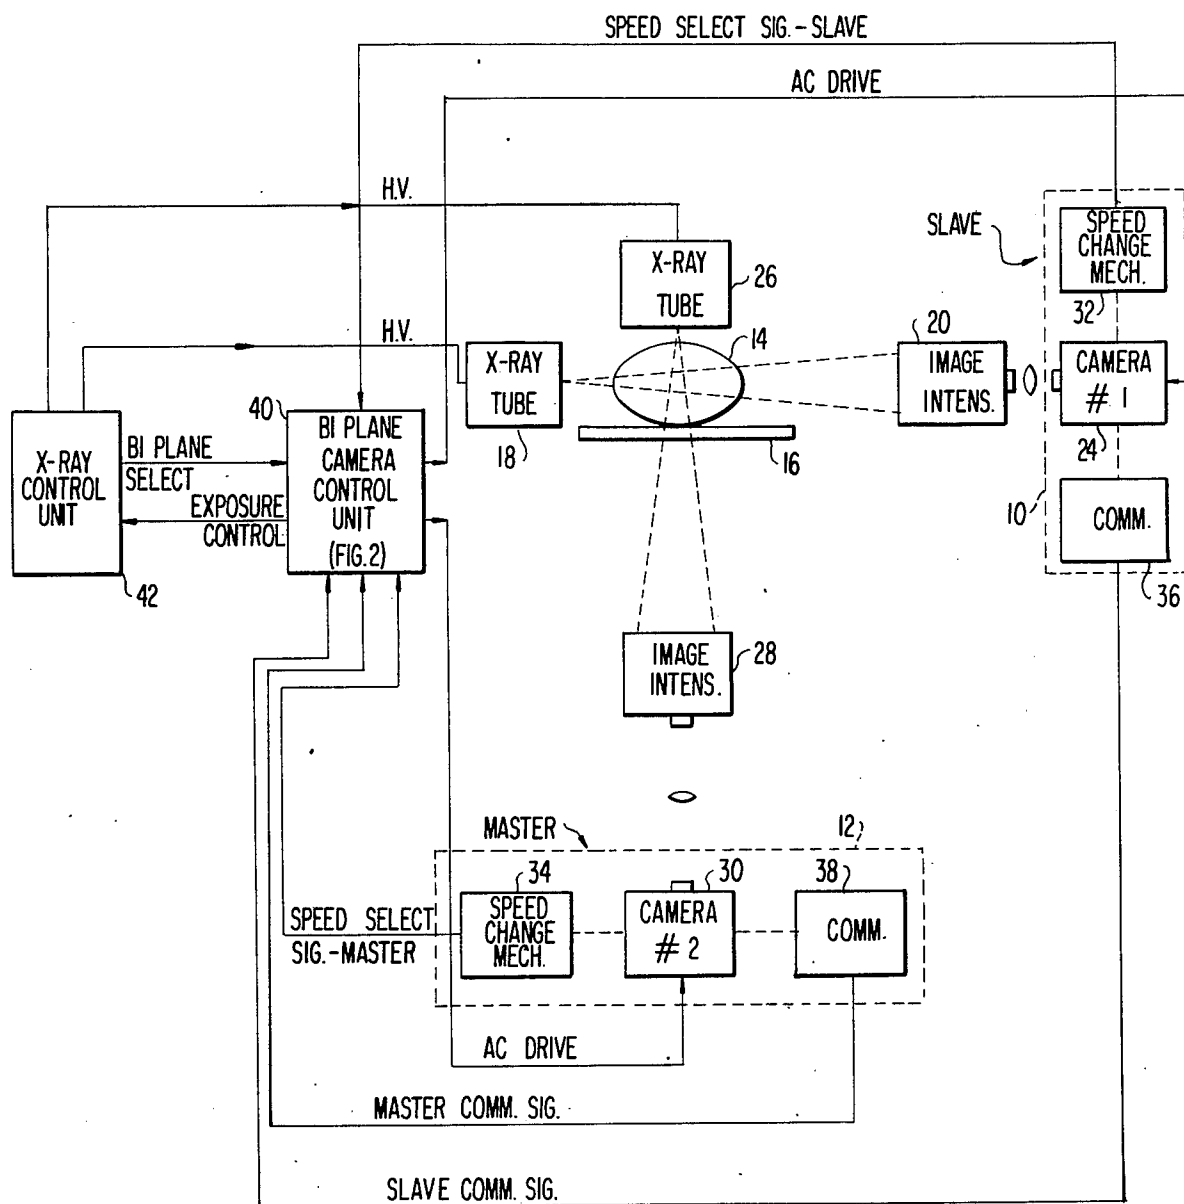 SPEED SELECT SIG.-SLAVE
AC DRIVE
H.V.
SLAVE
SPEED
CHANGE
MECH.
32
X-RAY
TUBE
26
H.V.
X-RAY
TUBE
18
14
16
20
IMAGE
INTENS.
CAMERA
# 1
24
10
COMM.
36
40
BI PLANE
CAMERA
CONTROL
UNIT
(FIG.2)
X-RAY
CONTROL
UNIT
42
BI PLANE
SELECT
EXPOSURE
CONTROL
IMAGE
INTENS.
28
MASTER
12
34
SPEED
CHANGE
MECH.
30
CAMERA
# 2
38
COMM.
SPEED SELECT
SIG.-MASTER
AC DRIVE
MASTER COMM. SIG.
SLAVE COMM. SIG.